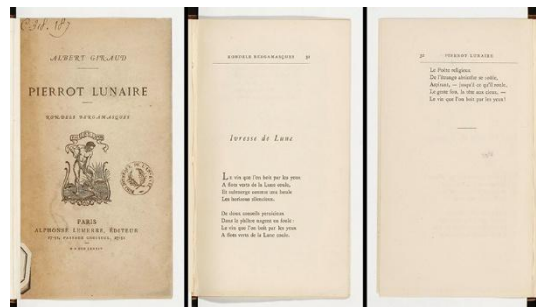 ALBERT GIRAUD
PIERROT LUNAIRE
RONDELS BERGAMASQUES
PARIS
ALPHONSE LEMERRE, ÉDITEUR
RONDELS BERGAMASQUES 31
Ivresse de Lune
Le vin que l'on boit par les yeux
A flots verts de la Lune coule,
Et submerge comme une houle
Les horizons silencieux.
De doux conseils pernicieux
Dans le philtre nagent en foule :
Le vin que l'on boit par les yeux
A flots verts de la Lune coule.
32 PIERROT LUNAIRE
Le Poète religieux
De l'étrange absinthe se soûle,
Aspirant, — jusqu'à ce qu'il roule,
Le geste fou, la tête aux cieux, —
Le vin que l'on boit par les yeux !